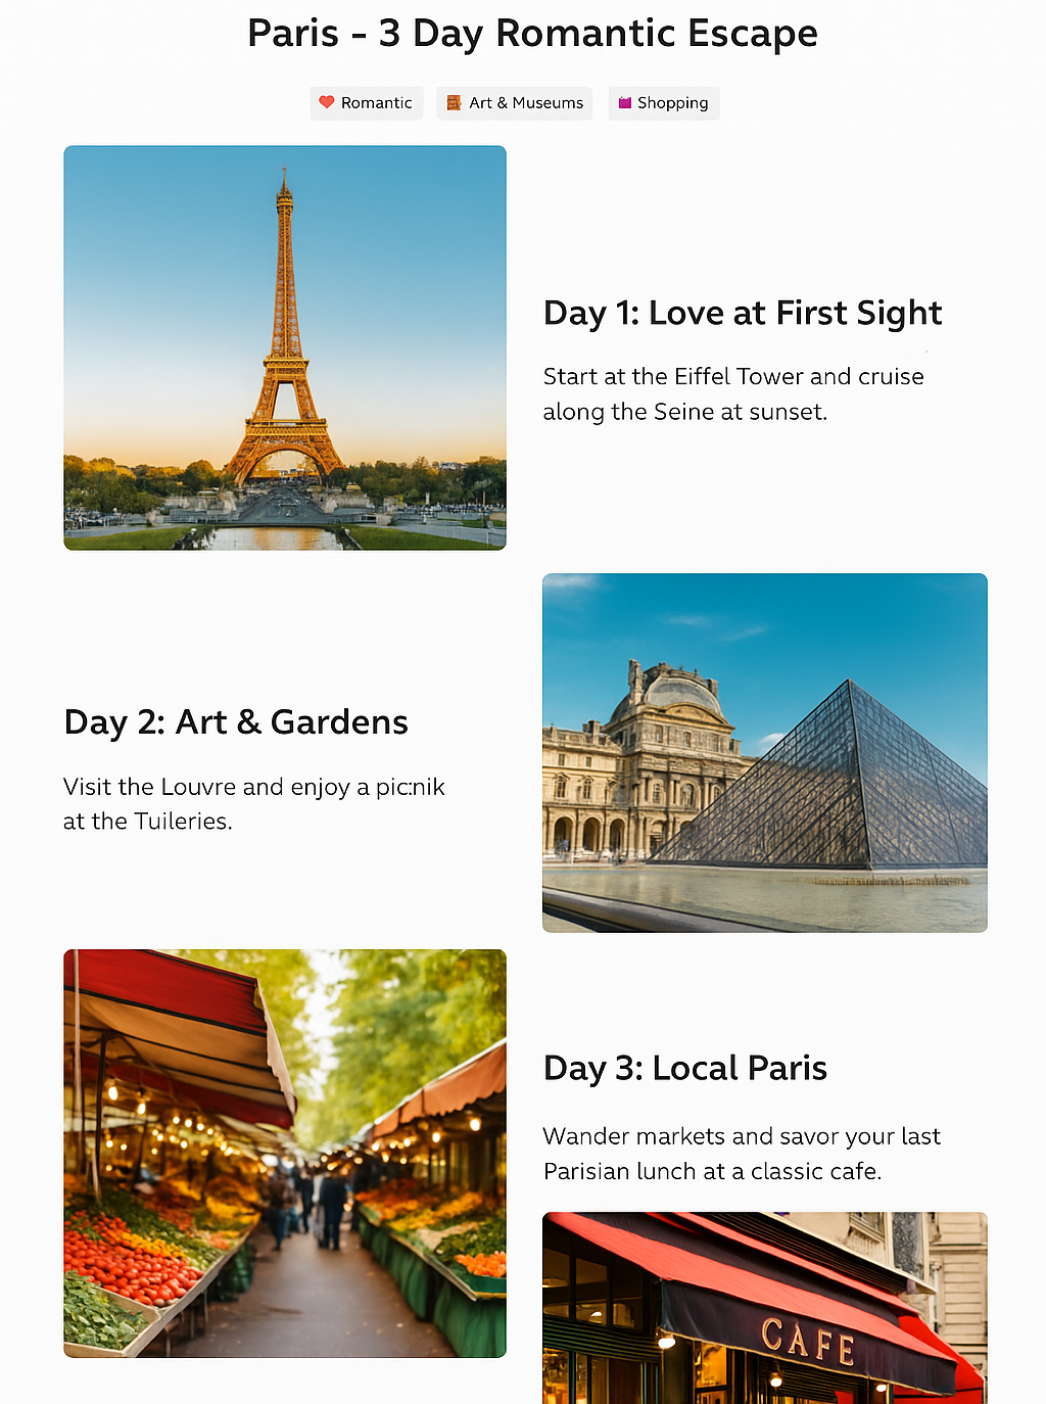 Paris - 3 Day Romantic Escape
Romantic
Art & Museums
Shopping
Day 1: Love at First Sight
Start at the Eiffel Tower and cruise
along the Seine at sunset.
Day 2: Art & Gardens
Visit the Louvre and enjoy a picnik
at the Tuileries.
Day 3: Local Paris
Wander markets and savor your last
Parisian lunch at a classic cafe.
CAFE